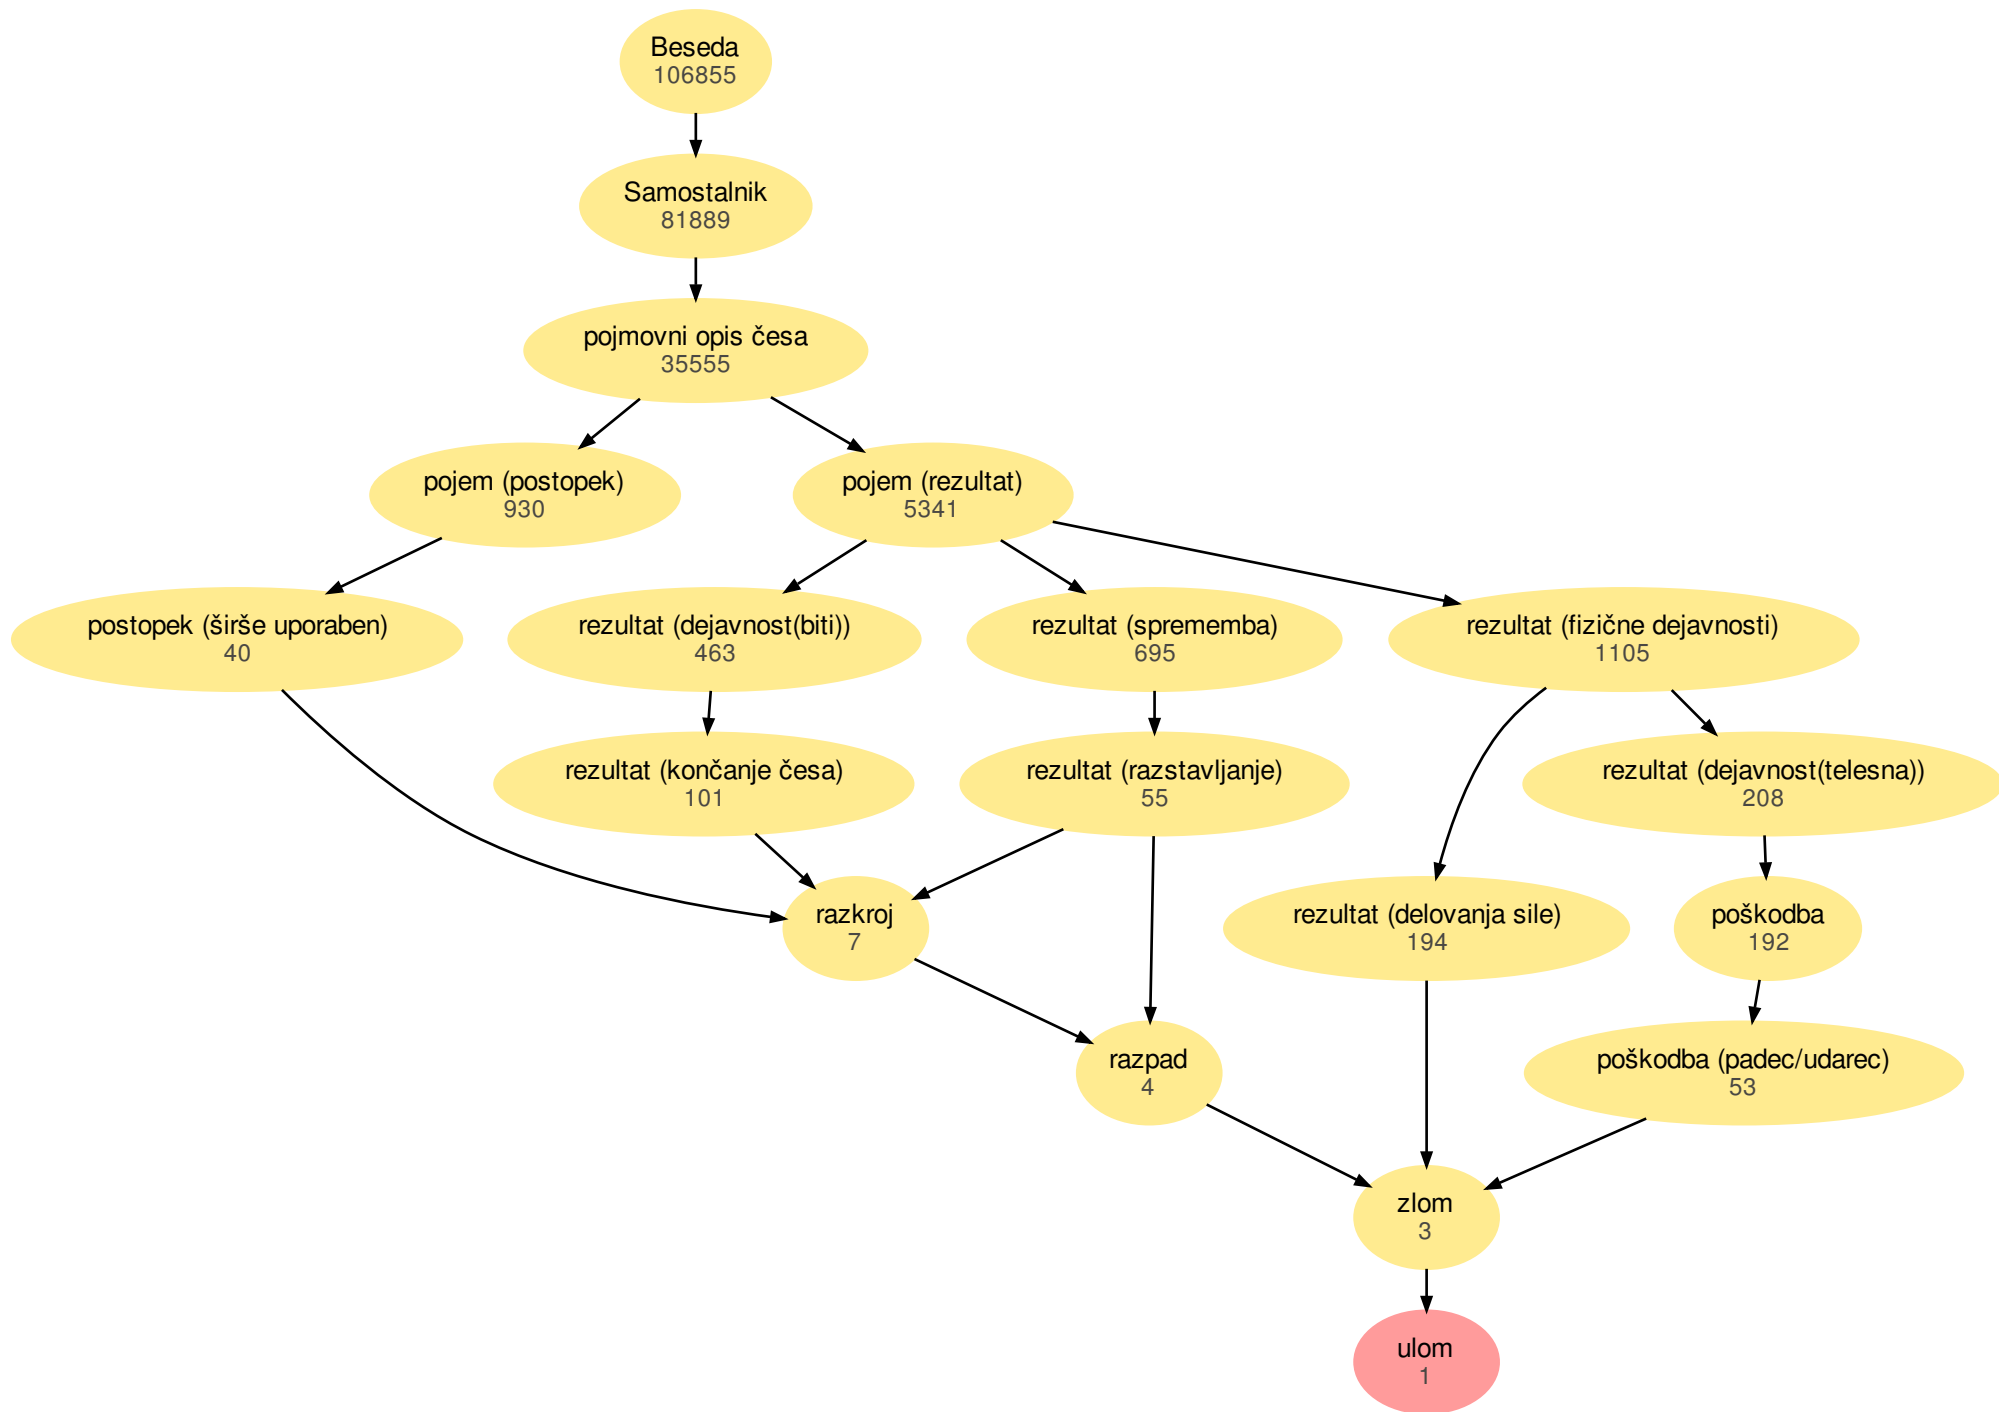 Beseda
106855
Samostalnik
81889
pojmovni opis česa
35555
pojem (postopek)
930
pojem (rezultat)
5341
postopek (širše uporaben)
40
rezultat (dejavnost(biti))
463
rezultat (sprememba)
695
rezultat (fizične dejavnosti)
1105
rezultat (končanje česa)
101
rezultat (razstavljanje)
55
rezultat (dejavnost(telesna))
208
razkroj
7
rezultat (delovanja sile)
194
poškodba
192
razpad
4
poškodba (padec/udarec)
53
zlom
3
ulom
1